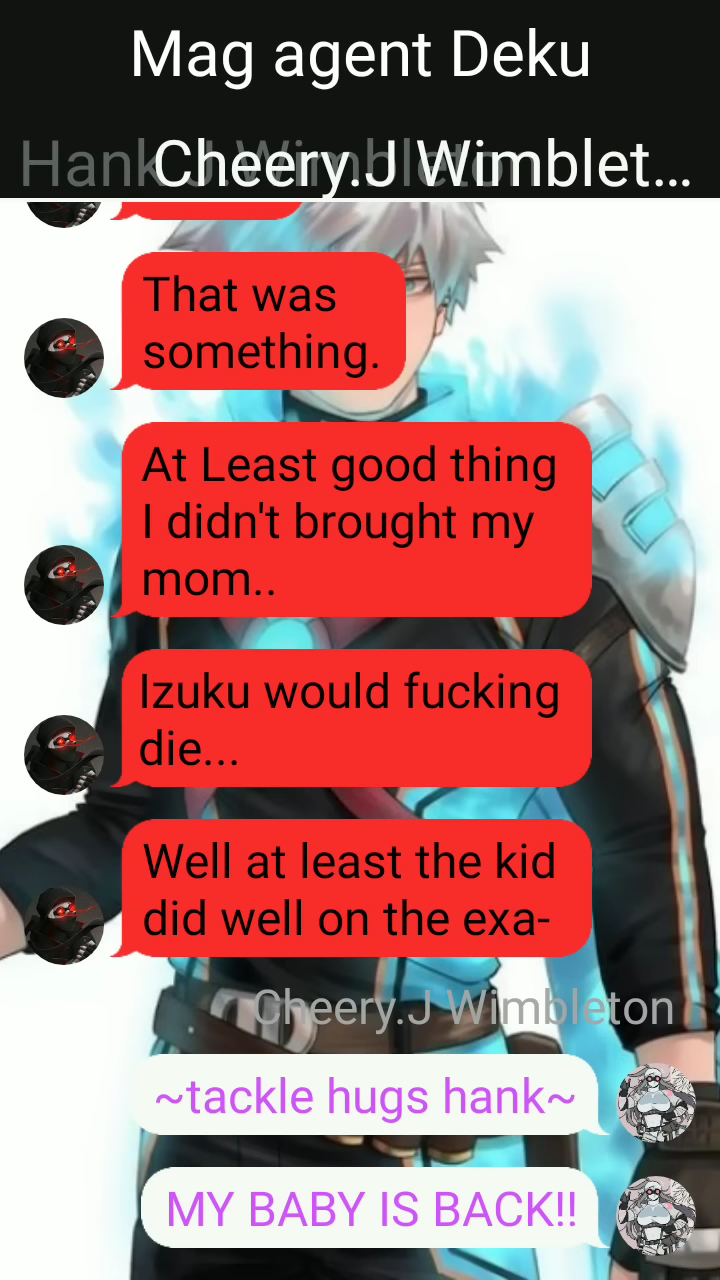 Mag agent Deku
Hank J.Wimbleton
Cheery.J Wimblet...
That was
something.
At Least good thing
I didn't brought my
mom..
Izuku would fucking
die...
Well at least the kid
did well on the exa-
Cheery.J Wimbleton
~tackle hugs hank~
MY BABY IS BACK!!